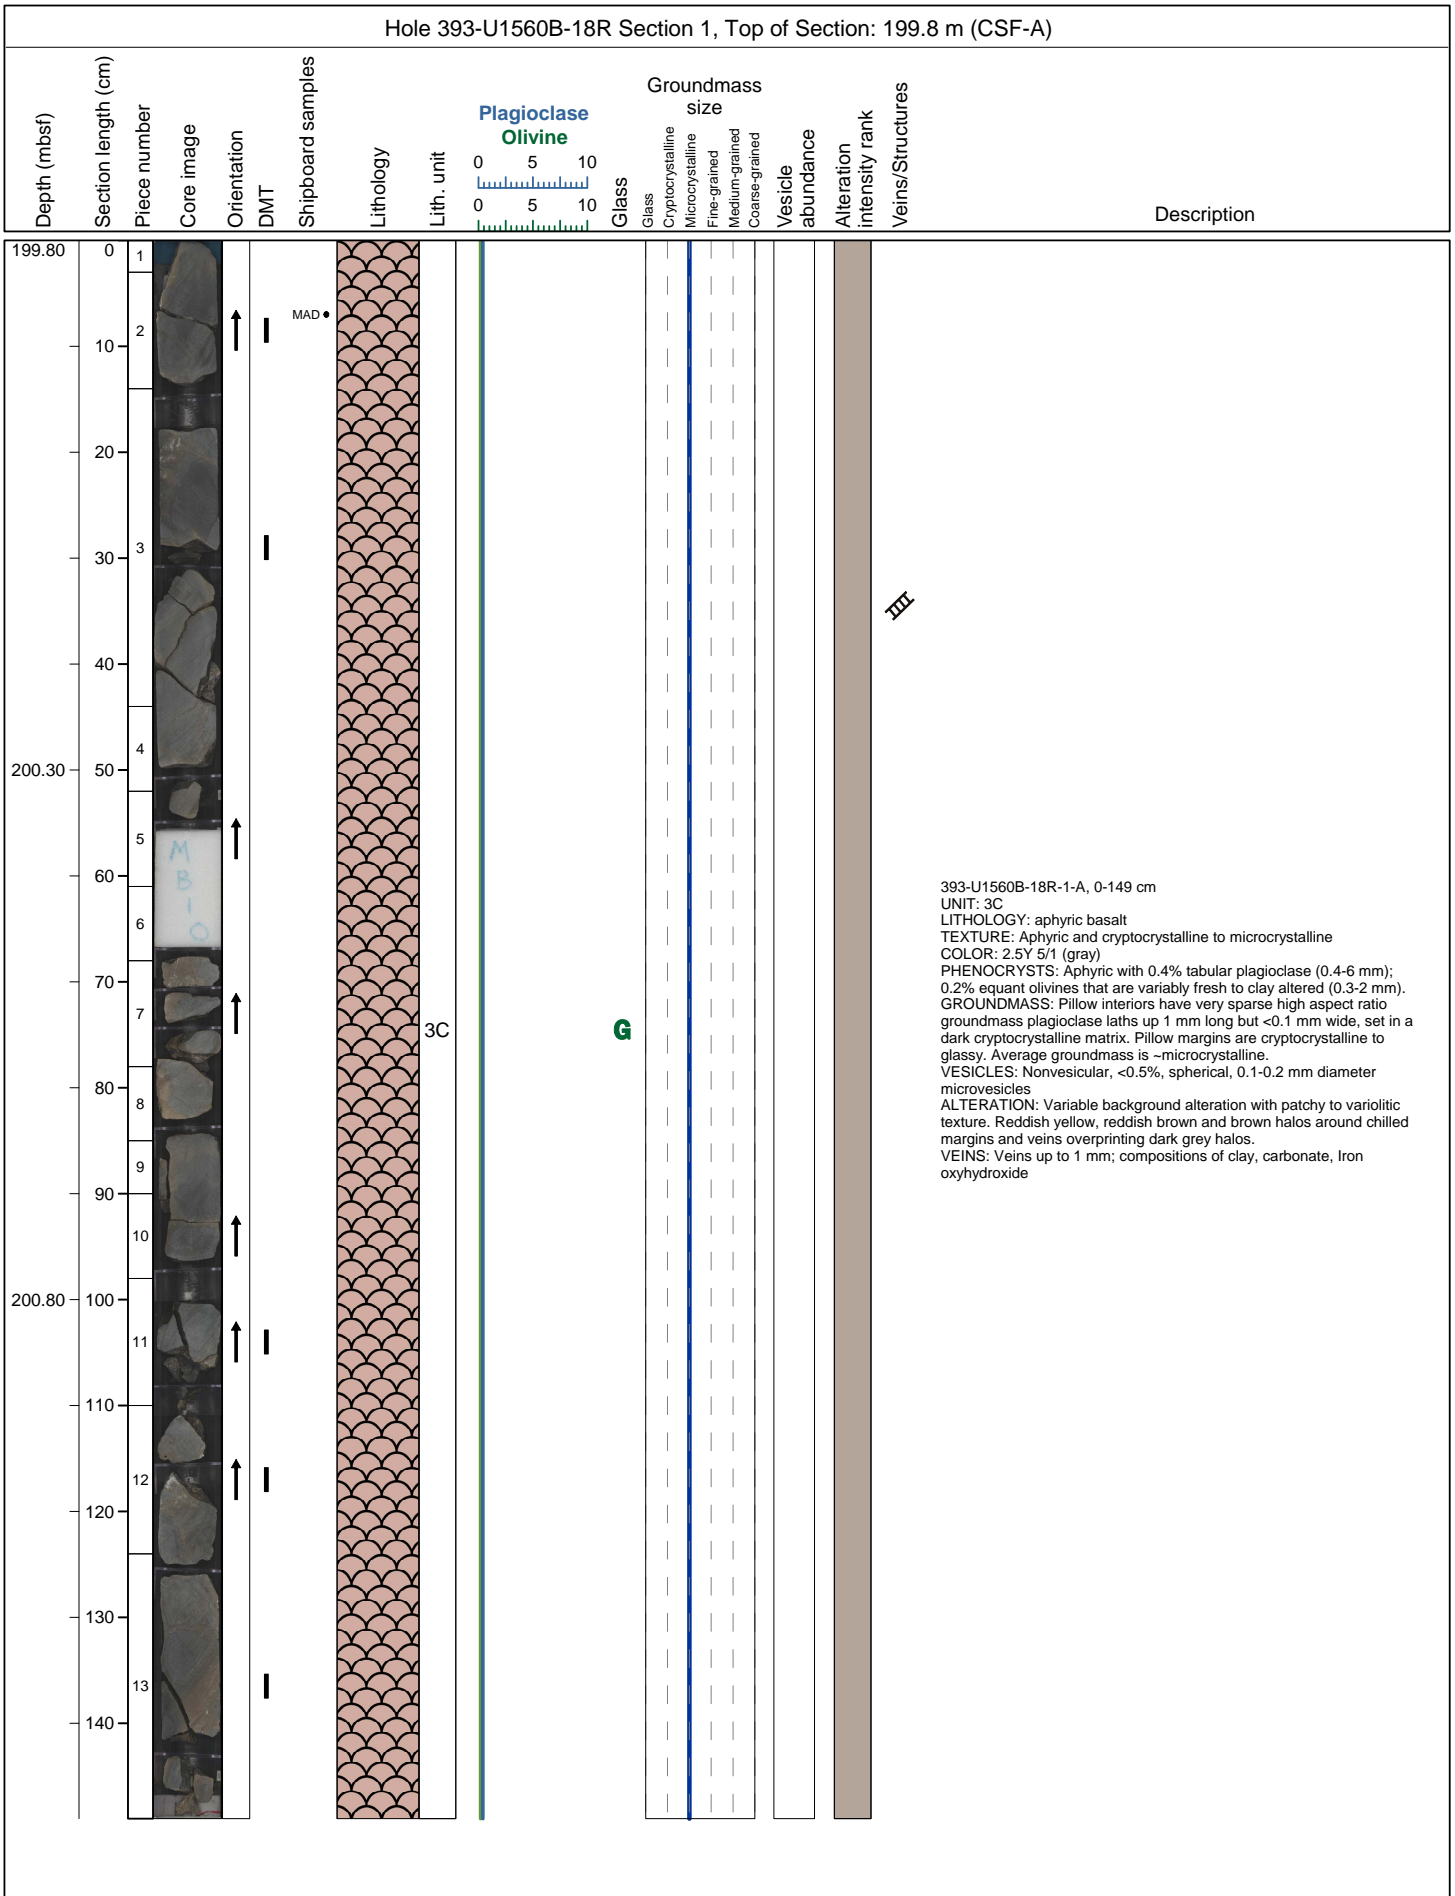 Hole 393-U1560B-18R Section 1, Top of Section: 199.8 m (CSF-A)
Depth (mbsf)
Section length (cm)
Piece number
Core image
Orientation
DMT
Shipboard samples
Lithology
Lith. unit
Plagioclase
Olivine
0 5 10
0 5 10
Glass
Groundmass
size
Glass
Cryptocrystalline
Microcrystalline
Fine-grained
Medium-grained
Coarse-grained
Vesicle
abundance
Alteration
intensity rank
Veins/Structures
Description
199.80
200.30
200.80
0
10
20
30
40
50
60
70
80
90
100
110
120
130
140
1
2
3
4
5
6
7
8
9
10
11
12
13
M
B
I
O
MAD
3C
G
393-U1560B-18R-1-A, 0-149 cm
UNIT: 3C
LITHOLOGY: aphyric basalt
TEXTURE: Aphyric and cryptocrystalline to microcrystalline
COLOR: 2.5Y 5/1 (gray)
PHENOCRYSTS: Aphyric with 0.4% tabular plagioclase (0.4-6 mm);
0.2% equant olivines that are variably fresh to clay altered (0.3-2 mm).
GROUNDMASS: Pillow interiors have very sparse high aspect ratio
groundmass plagioclase laths up 1 mm long but <0.1 mm wide, set in a
dark cryptocrystalline matrix. Pillow margins are cryptocrystalline to
glassy. Average groundmass is ~microcrystalline.
VESICLES: Nonvesicular, <0.5%, spherical, 0.1-0.2 mm diameter
microvesicles
ALTERATION: Variable background alteration with patchy to variolitic
texture. Reddish yellow, reddish brown and brown halos around chilled
margins and veins overprinting dark grey halos.
VEINS: Veins up to 1 mm; compositions of clay, carbonate, Iron
oxyhydroxide